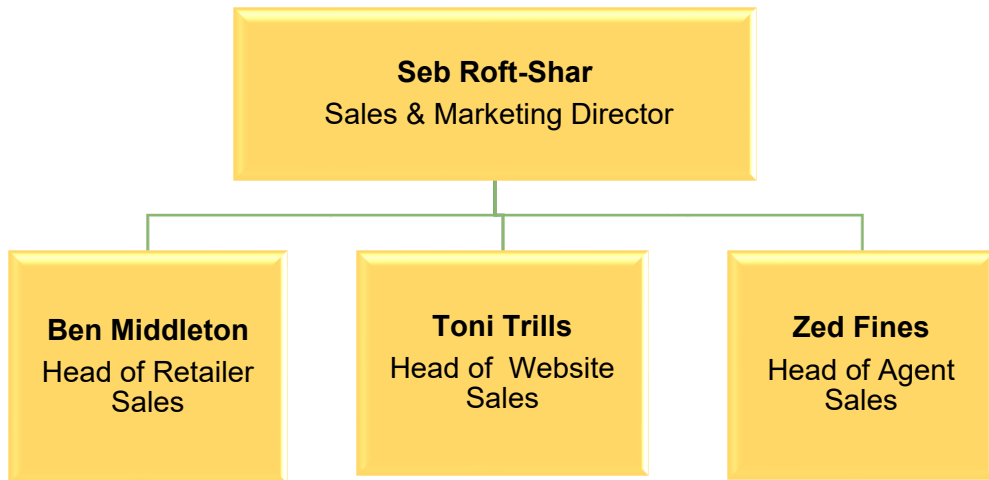 Seb Roft-Shar
Sales & Marketing Director
Ben Middleton
Head of Retailer
Sales
Toni Trills
Head of  Website
Sales
Zed Fines
Head of Agent
Sales